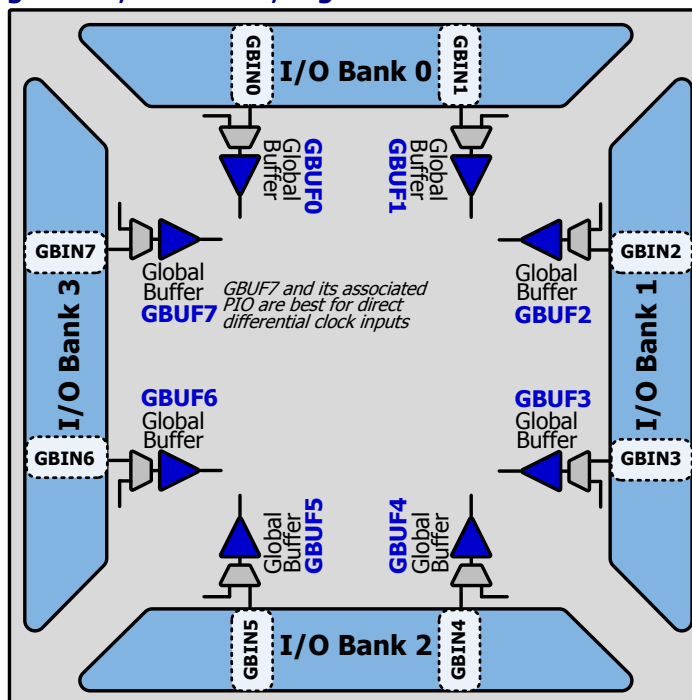 GBIN0
GBIN1
I/O Bank 0
Global
Buffer
GBUF0
Global
Buffer
GBUF1
GBIN7
Global
Buffer
GBUF7
GBUF7 and its associated
PIO are best for direct
differential clock inputs
GBIN2
Global
Buffer
GBUF2
I/O Bank 3
I/O Bank 1
GBUF6
Global
Buffer
GBIN6
GBUF3
Global
Buffer
GBIN3
Global
Buffer
GBUF5
Global
Buffer
GBUF4
GBIN5
I/O Bank 2
GBIN4